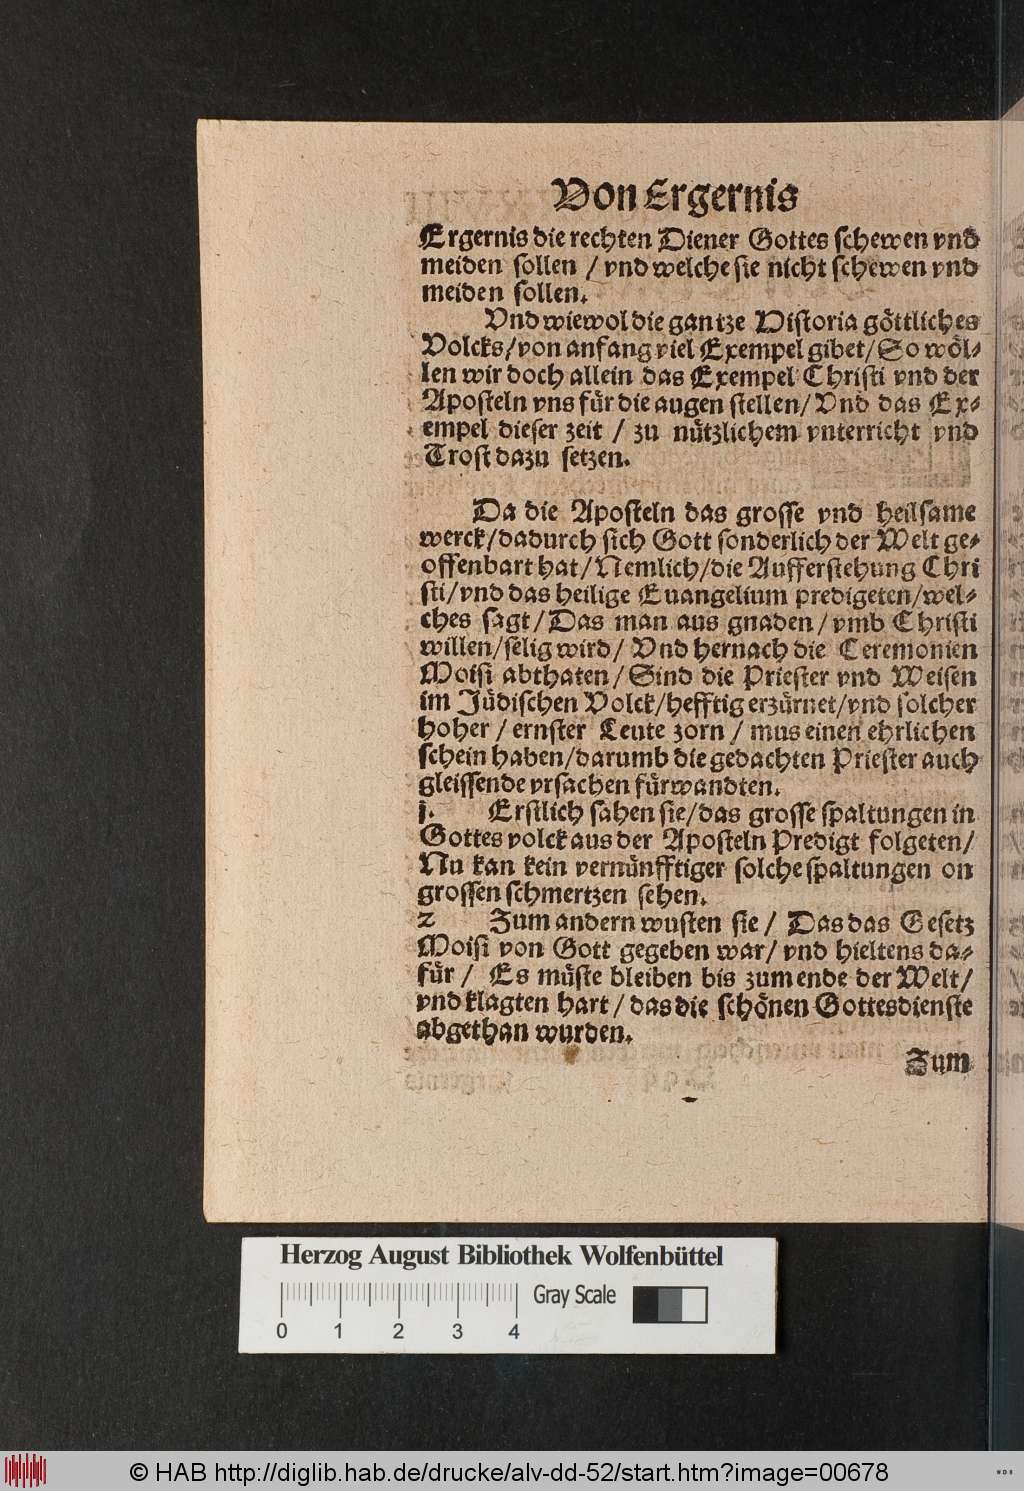 Von Ergernis
Ergernis die rechten Diener Gottes schewen vnd
meiden sollen / vnd welche sie nicht schewen vnd
meiden sollen.
Vnd wiewol die gantze Historia göttliches
Volcks/von anfang viel Exempel gibet/So wöl-
len wir doch allein das Exempel Christi vnd der
Aposteln vns für die augen stellen/Vnd das Ex-
empel dieser zeit / zu nützlichem vnterricht vnd
Trost dazu setzen.
Da die Aposteln das grosse vnd heilsame
werck/dadurch sich Gott sonderlich der Welt ge-
offenbart hat/Nemlich/die Aufferstehung Chri
sti/vnd das heilige Euangelium predigeten/wel-
ches sagt/Das man aus gnaden/vmb Christi
willen/selig wird/Vnd hernach die Ceremonien
Moisi abthaten/Sind die Priester vnd Weisen
im Jüdischen Volck/hefftig erzürnet/vnd solcher
hoher / ernster Leute zorn / mus einen ehrlichen
schein haben/darumb die gedachten Priester auch
gleissende vrsachen fürwandten.
j. Erstlich sahen sie/das grosse spaltungen in
Gottes volck aus der Aposteln Predigt folgeten/
Nu kan kein vernünfftiger solche spaltungen on
grossen schmertzen sehen.
2 Zum andern wusten sie / Das das Gesetz
Moisi von Gott gegeben war/ vnd hieltens da-
für / Es müste bleiben bis zum ende der Welt/
vnd klagten hart/das die schönen Gottesdienste
abgethan wurden.
Zum
Herzog August Bibliothek Wolfenbüttel
Gray Scale
0 1 2 3 4
© HAB http://diglib.hab.de/drucke/alv-dd-52/start.htm?image=00678